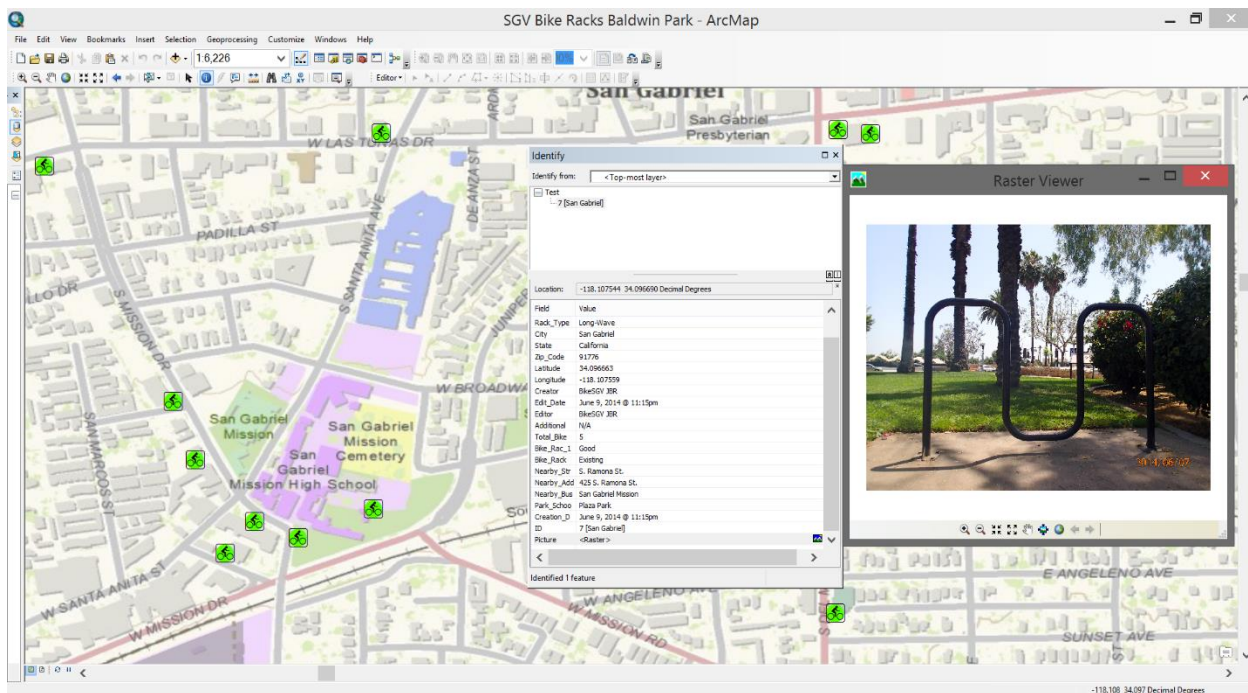 SGV Bike Racks Baldwin Park - ArcMap
File Edit View Bookmarks Insert Selection Geoprocessing Customize Windows Help
1:6,226
Editor
San Gabriel
San Gabriel
Presbyterian
W LAS TUNAS DR
DE ANZA ST
PADILLA ST
S SANTA ANITA AVE
S MISSION DR
W BROADWA
San Gabriel
Mission
San Gabriel
Mission
Cemetery
San
Gabriel
Mission High School
SAN MARCOS ST
W SANTA ANITA ST
W MISSION DR
W ANGELENO AV
W MISSION RD
E ANGELENO AVE
SUNSET AVE
Identify
Identify from: <Top-most layer>
Test
7 [San Gabriel]
Location: -118.107544 34.096690 Decimal Degrees
Field Value
Rack_Type Long-Wave
City San Gabriel
State California
Zip_Code 91776
Latitude 34.096663
Longitude -118.107559
Creator BikeSGV JBR
Edit_Date June 9, 2014 @ 11:15pm
Editor BikeSGV JBR
Additional N/A
Total_Bike 5
Bike_Rac_1 Good
Bike_Rack Existing
Nearby_Str S. Ramona St.
Nearby_Add 425 S. Ramona St.
Nearby_Bus San Gabriel Mission
Park_Schoo Plaza Park
Creation_D June 9, 2014 @ 11:15pm
ID 7 [San Gabriel]
Picture <Raster>
Identified 1 feature
Raster Viewer
-118.108 34.097 Decimal Degrees